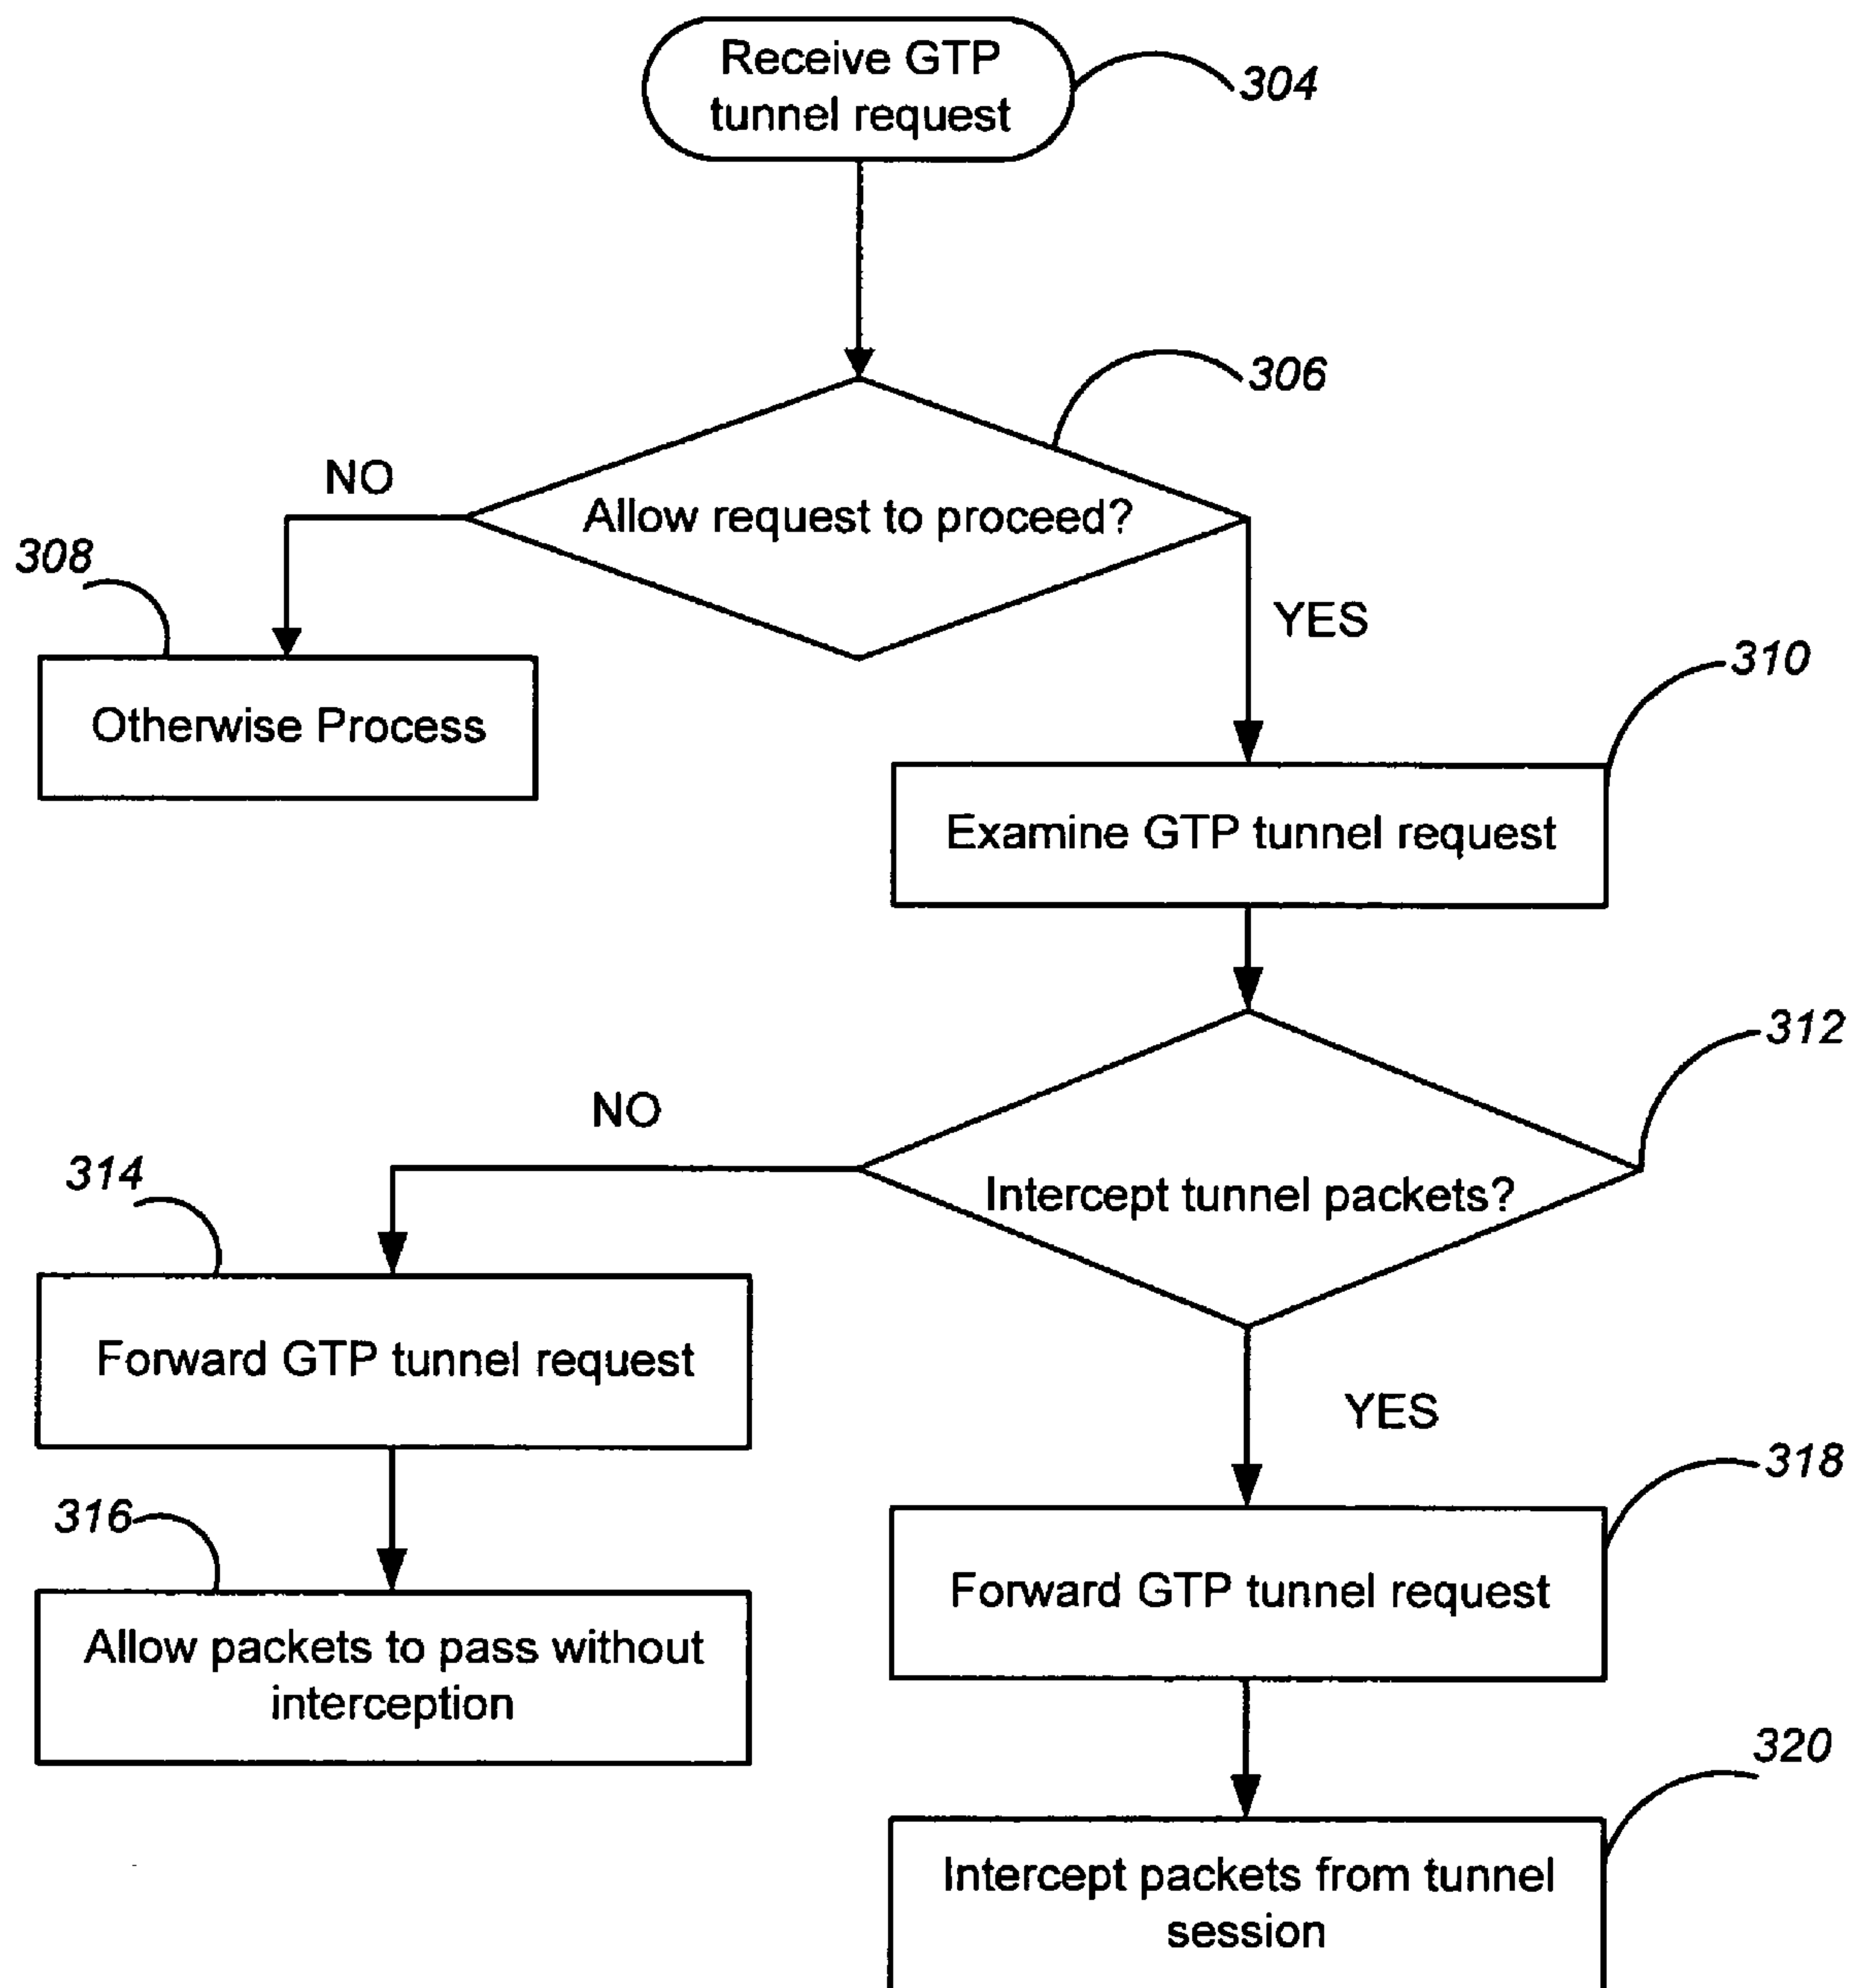 Receive GTP
tunnel request
304
306
Allow request to proceed?
NO
YES
308
Otherwise Process
310
Examine GTP tunnel request
312
Intercept tunnel packets?
NO
YES
314
Forward GTP tunnel request
316
Allow packets to pass without
interception
318
Forward GTP tunnel request
320
Intercept packets from tunnel
session